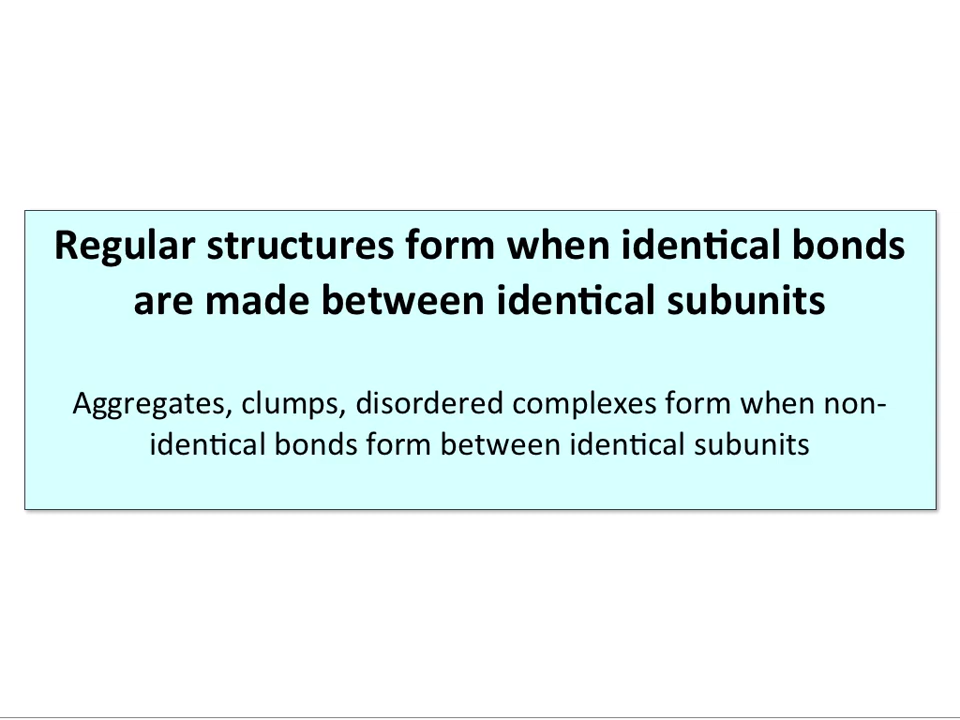 Regular structures form when identical bonds
are made between identical subunits
Aggregates, clumps, disordered complexes form when non-
identical bonds form between identical subunits